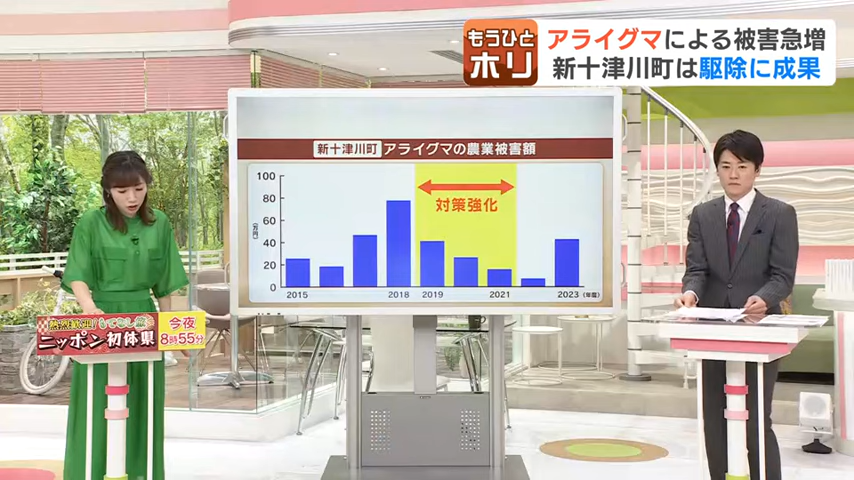 もうひと
ホリ
アライグマによる被害急増
新十津川町は駆除に成果
新十津川町 アライグマの農業被害額
100
80
60
40
20
0
(万円)
対策強化
2015 2018 2019 2021 2023 (年度)
ニッポン初体験
今夜
8時55分